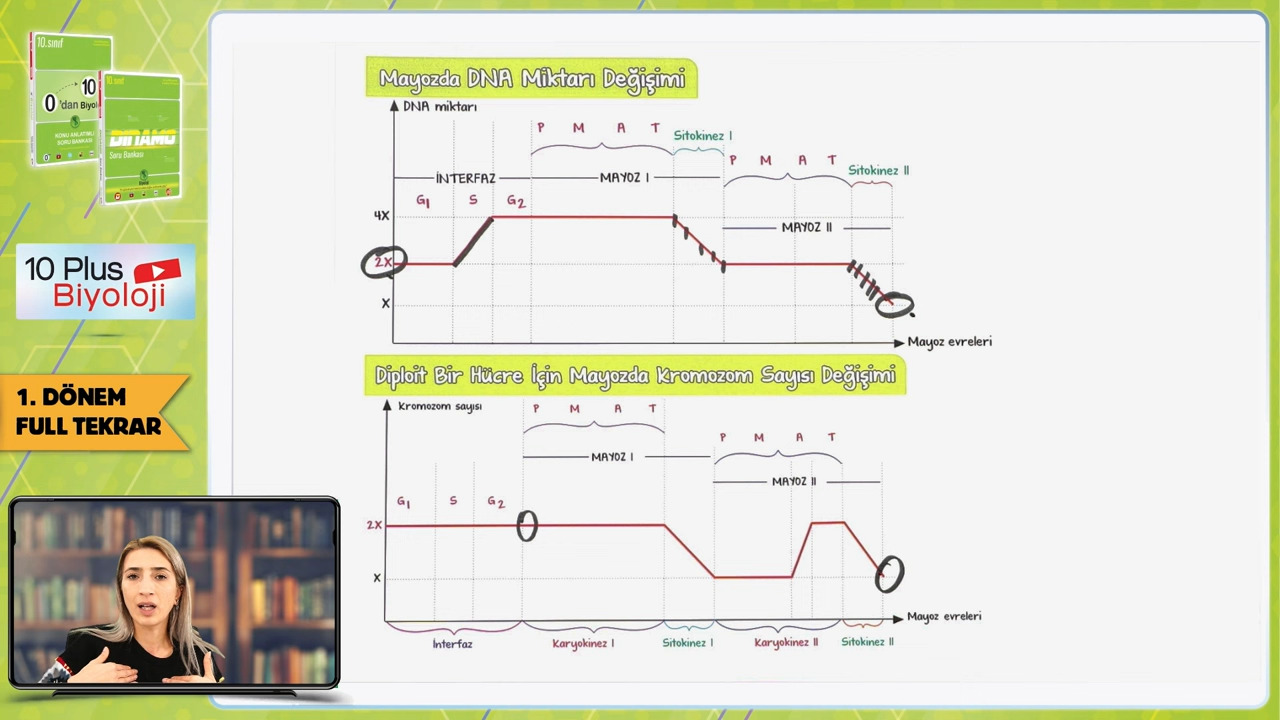 10.sınıf
0'dan 10
Biyol
KONU ANLATIMLI
SORU BANKASI
10.sınıf
DİNAMO
Soru Bankası
10 Plus
Biyoloji
1. DÖNEM
FULL TEKRAR
Mayozda DNA Miktarı Değişimi
DNA miktarı
P M A T
Sitokinez I
P M A T
Sitokinez II
İNTERFAZ
MAYOZ I
G1 S G2
4X
MAYOZ II
2X
X
Mayoz evreleri
Diploit Bir Hücre İçin Mayozda Kromozom Sayısı Değişimi
Kromozom sayısı
P M A T
P M A T
MAYOZ I
MAYOZ II
G1 S G2
2X
X
Mayoz evreleri
İnterfaz
Karyokinez I
Sitokinez I
Karyokinez II
Sitokinez II